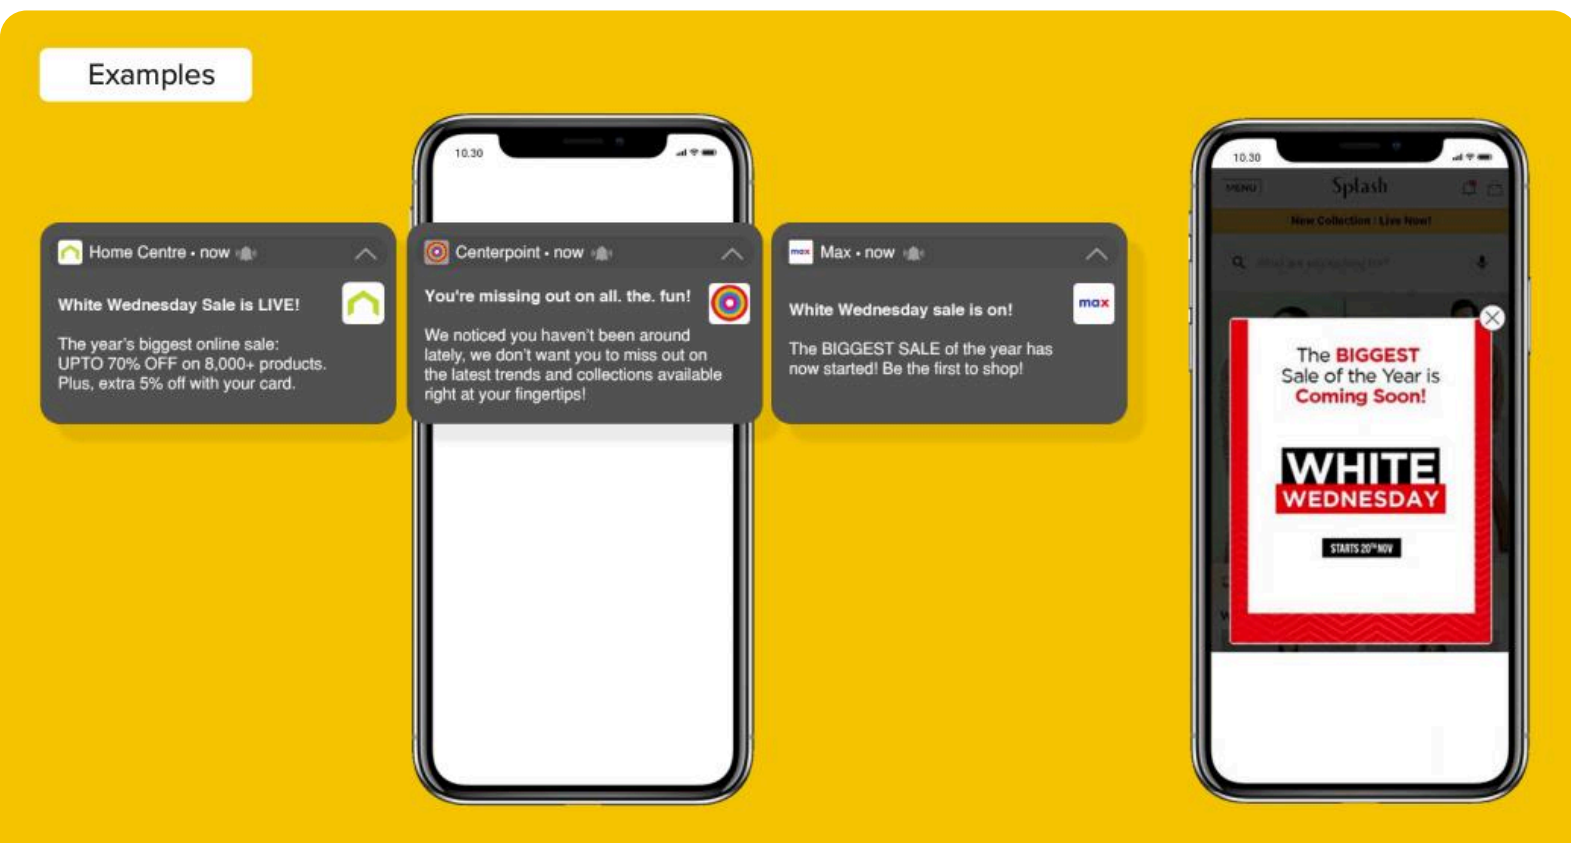 Examples
10.30
Home Centre • now
White Wednesday Sale is LIVE!
The year's biggest online sale:
UPTO 70% OFF on 8,000+ products.
Plus, extra 5% off with your card.
Centerpoint • now
You're missing out on all. the. fun!
We noticed you haven't been around
lately, we don't want you to miss out on
the latest trends and collections available
right at your fingertips!
max
Max • now
White Wednesday sale is on!
max
The BIGGEST SALE of the year has
now started! Be the first to shop!
10.30
MENU
Splash
New Collection | Live Now!
The BIGGEST
Sale of the Year is
Coming Soon!
WHITE
WEDNESDAY
STARTS 20TH NOV